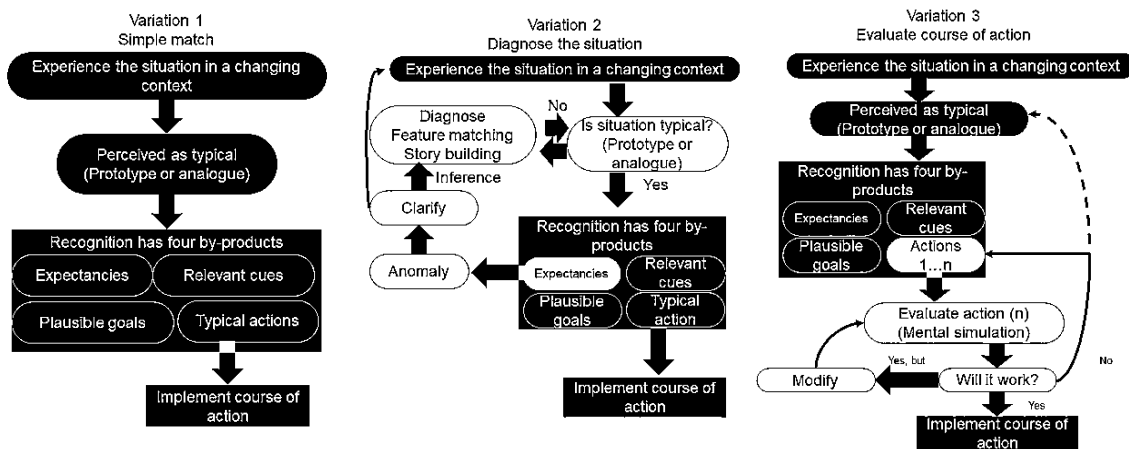 Variation 1
Simple match
Experience the situation in a changing
context
Perceived as typical
(Prototype or analogue)
Recognition has four by-products
Expectancies
Relevant cues
Plausible goals
Typical actions
Implement course of
action
Variation 2
Diagnose the situation
Experience the situation in a changing context
No
Diagnose
Feature matching
Story building
Is situation typical?
(Prototype or
analogue)
Inference
Yes
Clarify
Recognition has four by-
products
Anomaly
Expectancies
Relevant
cues
Plausible
goals
Typical
action
Implement course of
action
Variation 3
Evaluate course of action
Experience the situation in a changing context
Perceived as typical
(Prototype or analogue)
Recognition has four by-
products
Expectancies
Relevant
cues
Plausible
goals
Actions
1...n
Evaluate action (n)
(Mental simulation)
Yes, but
No
Modify
Will it work?
Yes
Implement course of
action